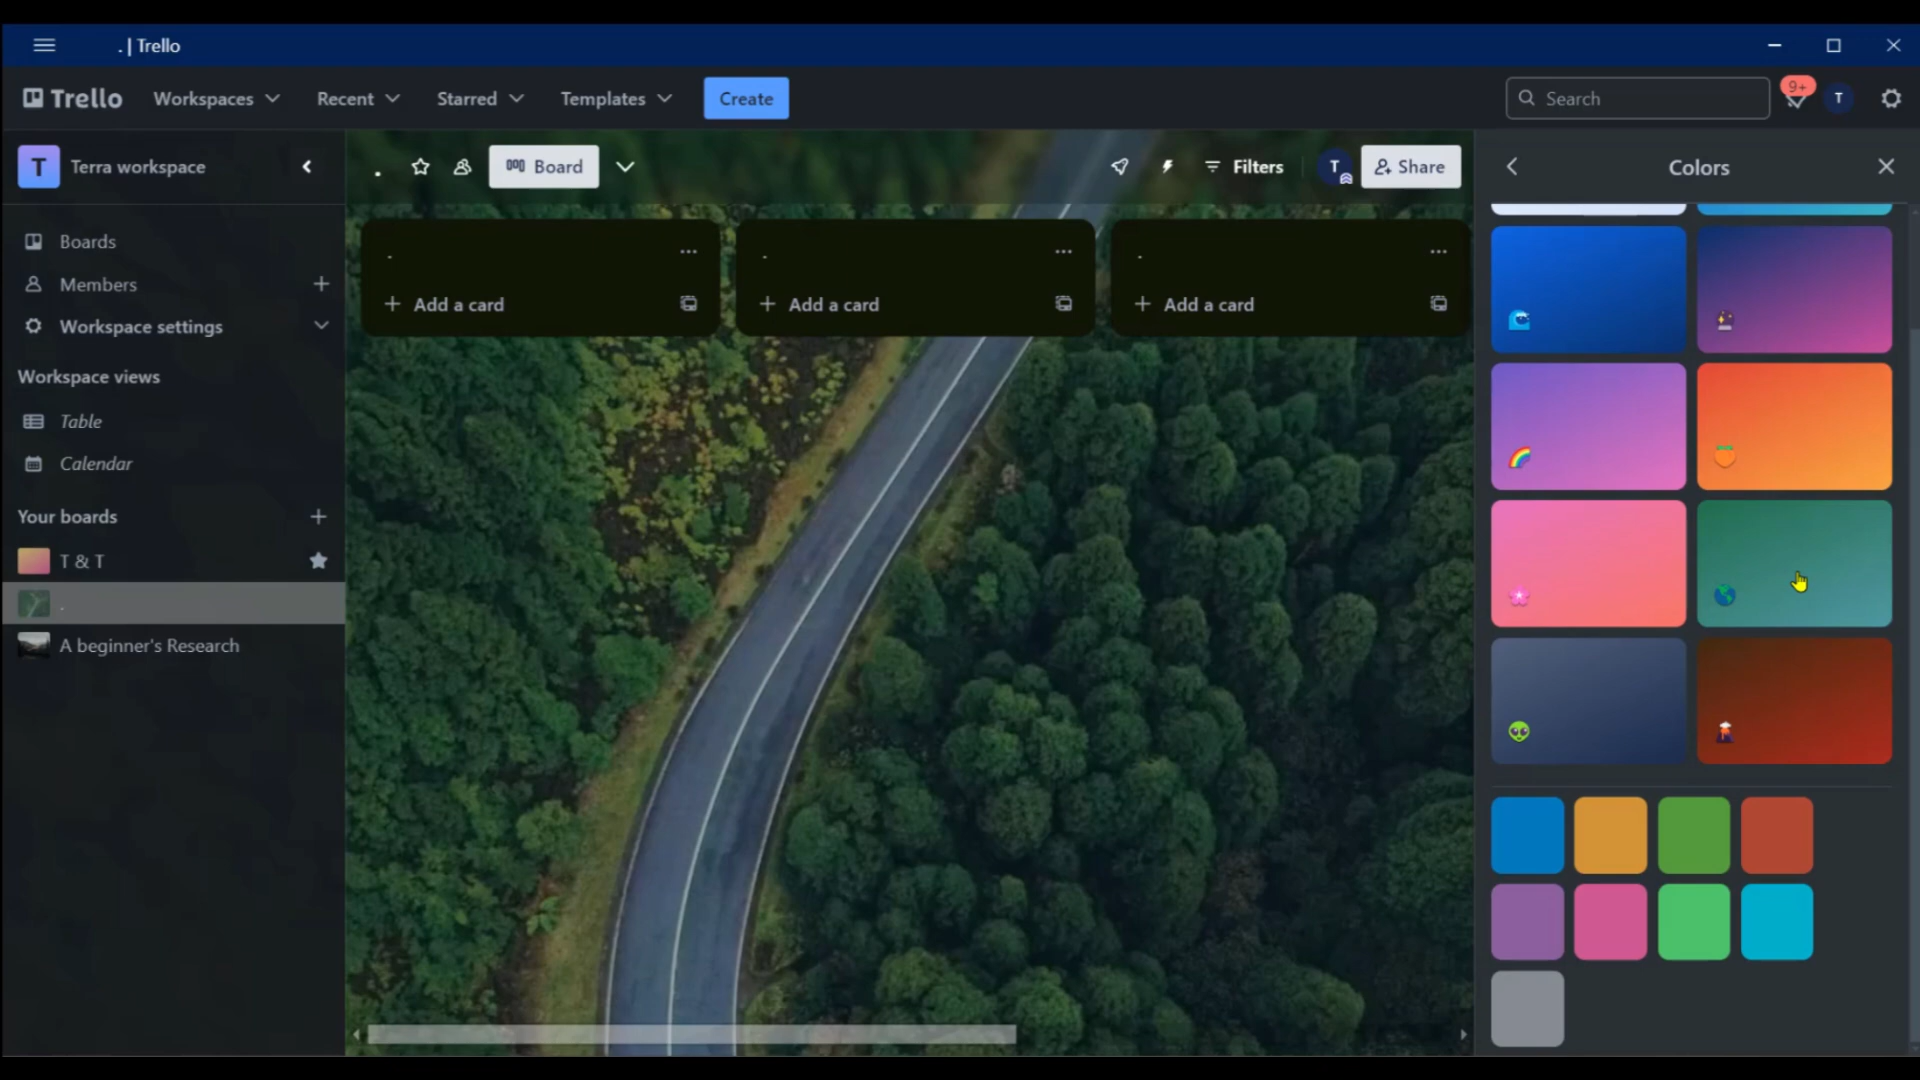 . | Trello
Trello Workspaces Recent Starred Templates Create Search 9+ T
T Terra workspace . Board Filters T Share Colors
Boards
Members
Workspace settings
Workspace views
Table
Calendar
Your boards
T & T
.
A beginner's Research
. . .
Add a card Add a card Add a card